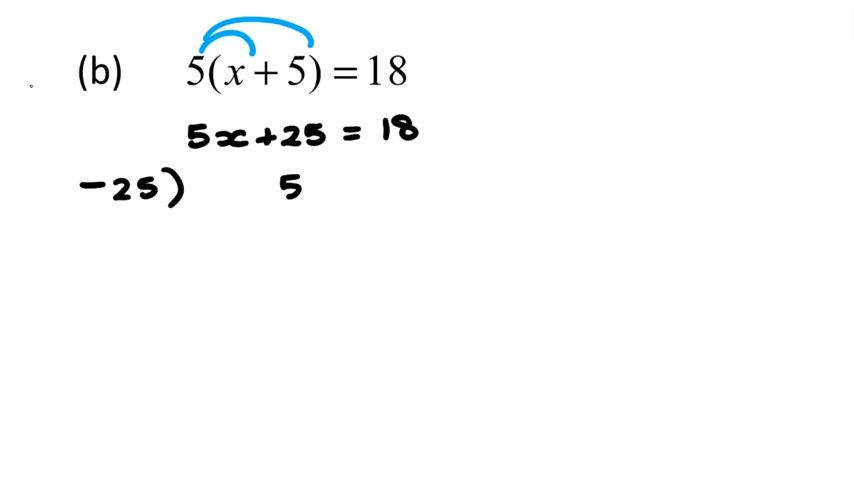 (b) 5(x + 5) = 18
5x + 25 = 18
-25) 5